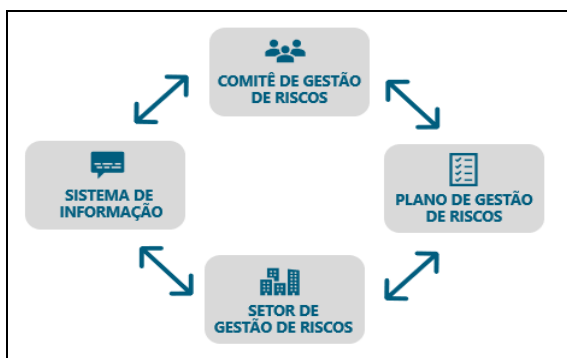 COMITÊ DE GESTÃO
DE RISCOS
SISTEMA DE
INFORMAÇÃO
PLANO DE GESTÃO
DE RISCOS
SETOR DE
GESTÃO DE RISCOS